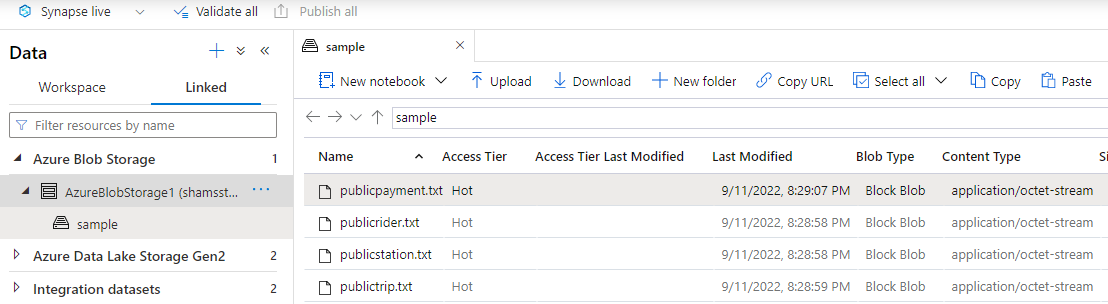 Synapse live Validate all Publish all
Data
Workspace Linked
Filter resources by name
Azure Blob Storage 1
AzureBlobStorage1 (shamsst...
sample
Azure Data Lake Storage Gen2 2
Integration datasets 2
sample
New notebook Upload Download New folder Copy URL Select all Copy Paste
sample
Name Access Tier Access Tier Last Modified Last Modified Blob Type Content Type Si
publicpayment.txt Hot 9/11/2022, 8:29:07 PM Block Blob application/octet-stream
publicrider.txt Hot 9/11/2022, 8:28:58 PM Block Blob application/octet-stream
publicstation.txt Hot 9/11/2022, 8:28:58 PM Block Blob application/octet-stream
publictrip.txt Hot 9/11/2022, 8:28:59 PM Block Blob application/octet-stream